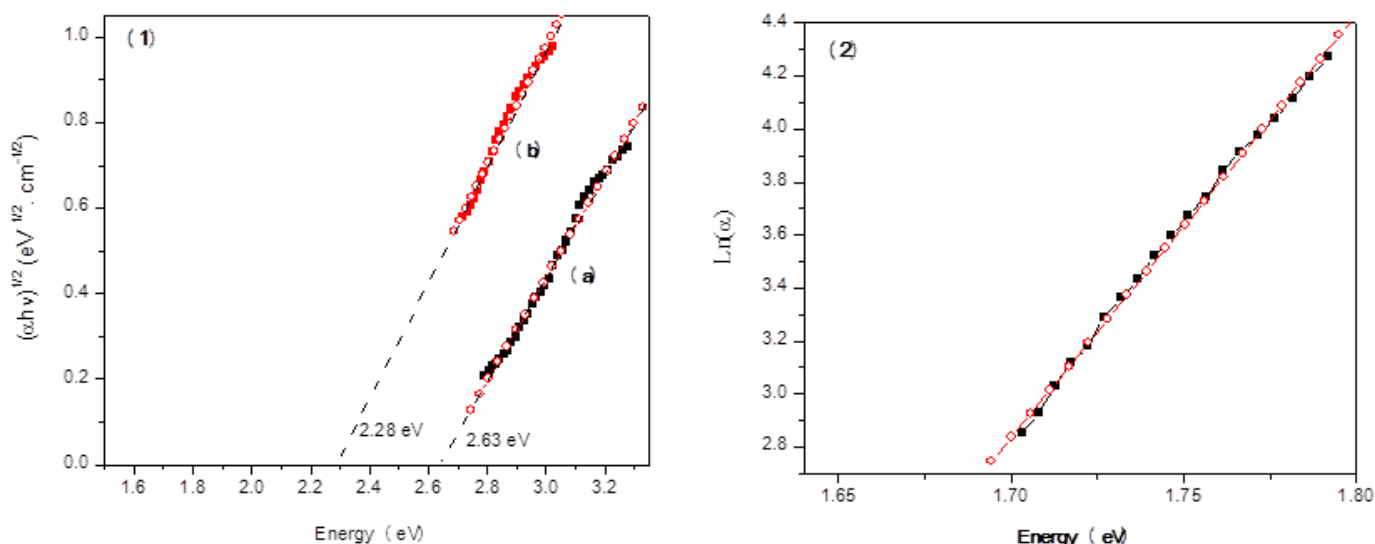 (1)
(αhν)^1/2 (eV^1/2. cm^-1/2)
1.0
0.8
0.6
0.4
0.2
0.0
(b)
(a)
2.28 eV
2.63 eV
1.6 1.8 2.0 2.2 2.4 2.6 2.8 3.0 3.2
Energy (eV)
(2)
Ln(α)
4.4
4.2
4.0
3.8
3.6
3.4
3.2
3.0
2.8
1.65 1.70 1.75 1.80
Energy (eV)